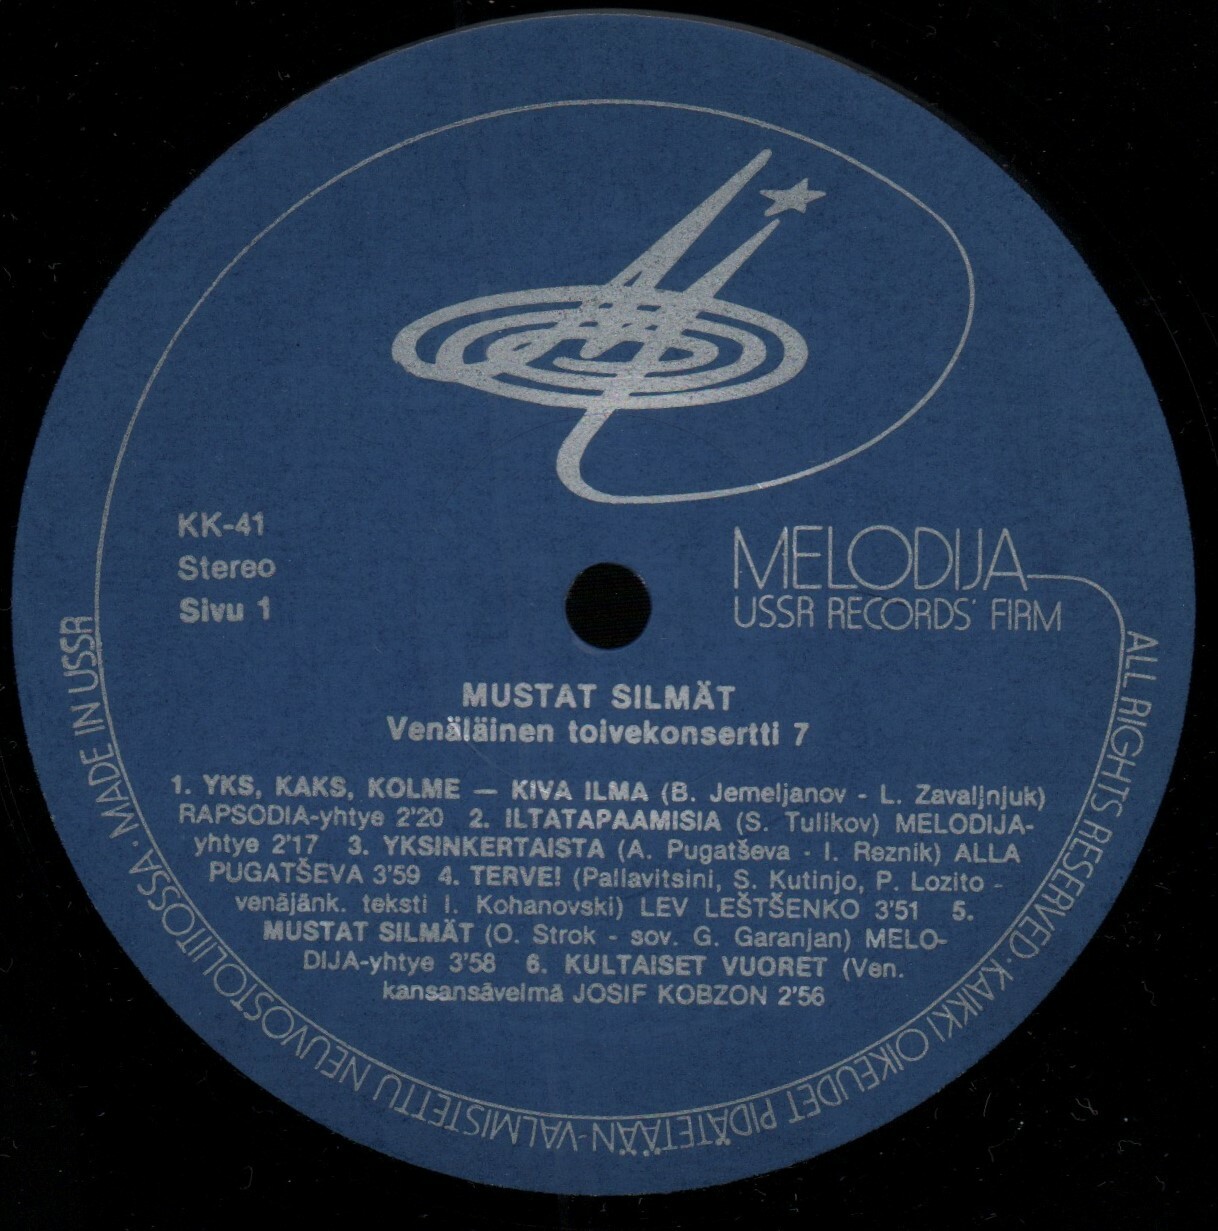 KK-41
Stereo
Sivu 1
MELODIJA
USSR RECORDS' FIRM
MUSTAT SILMÄT
Venäläinen toivekonsertti 7
1. YKS, KAKS, KOLME — KIVA ILMA (B. Jemeljanov - L. Zavaljnjuk)
RAPSODIA-yhtye 2'20 2. ILTATAPAAMISIA (S. Tulikov) MELODIJA-
yhtye 2'17 3. YKSINKERTAISTA (A. Pugatševa - I. Reznik) ALLA
PUGATŠEVA 3'59 4. TERVE! (Pallavitsini, S. Kutinjo, P. Lozito -
venäjänk. teksti I. Kohanovski) LEV LEŠTŠENKO 3'51 5.
MUSTAT SILMÄT (O. Strok - sov. G. Garanjan) MELO-
DIJA-yhtye 3'58 6. KULTAISET VUORET (Ven.
kansansävelmä JOSIF KOBZON 2'56
ALL RIGHTS RESERVED·KAIKKI OIKEUDET PIDÄTETÄÄN-VALMISTETTU NEUVOSTOLIITOSSA·MADE IN USSR